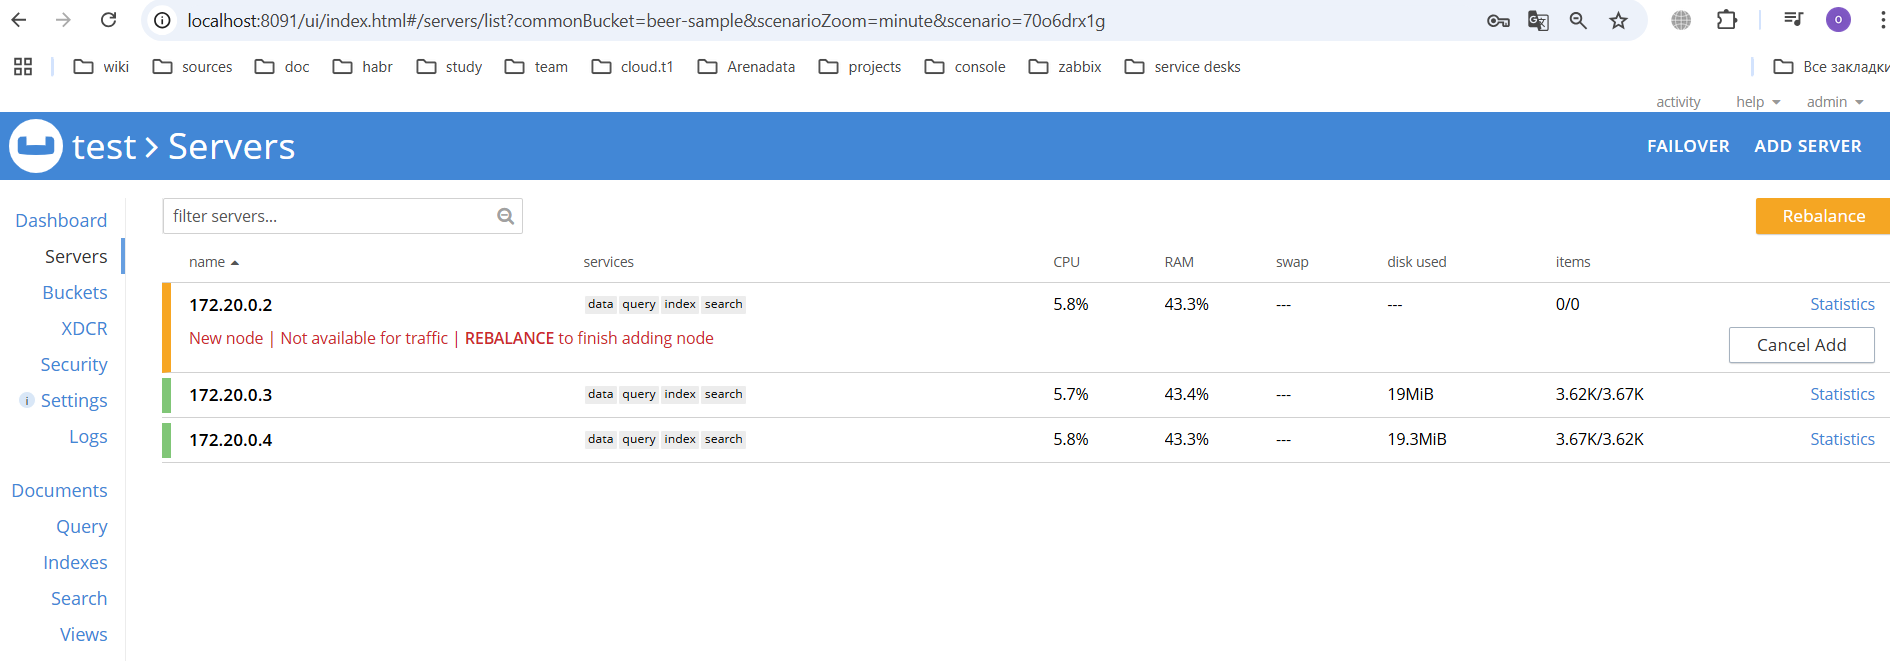 localhost:8091/ui/index.html#/servers/list?commonBucket=beer-sample&scenarioZoom=minute&scenario=70o6drx1g
wiki sources doc habr study team cloud.t1 Arenadata projects console zabbix service desks Все закладки
activity help admin
test > Servers FAILOVER ADD SERVER
Dashboard
Servers
Buckets
XDCR
Security
Settings
Logs
Documents
Query
Indexes
Search
Views
filter servers... Rebalance
name services CPU RAM swap disk used items
172.20.0.2 data query index search 5.8% 43.3% --- --- 0/0 Statistics
New node | Not available for traffic | REBALANCE to finish adding node Cancel Add
172.20.0.3 data query index search 5.7% 43.4% --- 19MiB 3.62K/3.67K Statistics
172.20.0.4 data query index search 5.8% 43.3% --- 19.3MiB 3.67K/3.62K Statistics